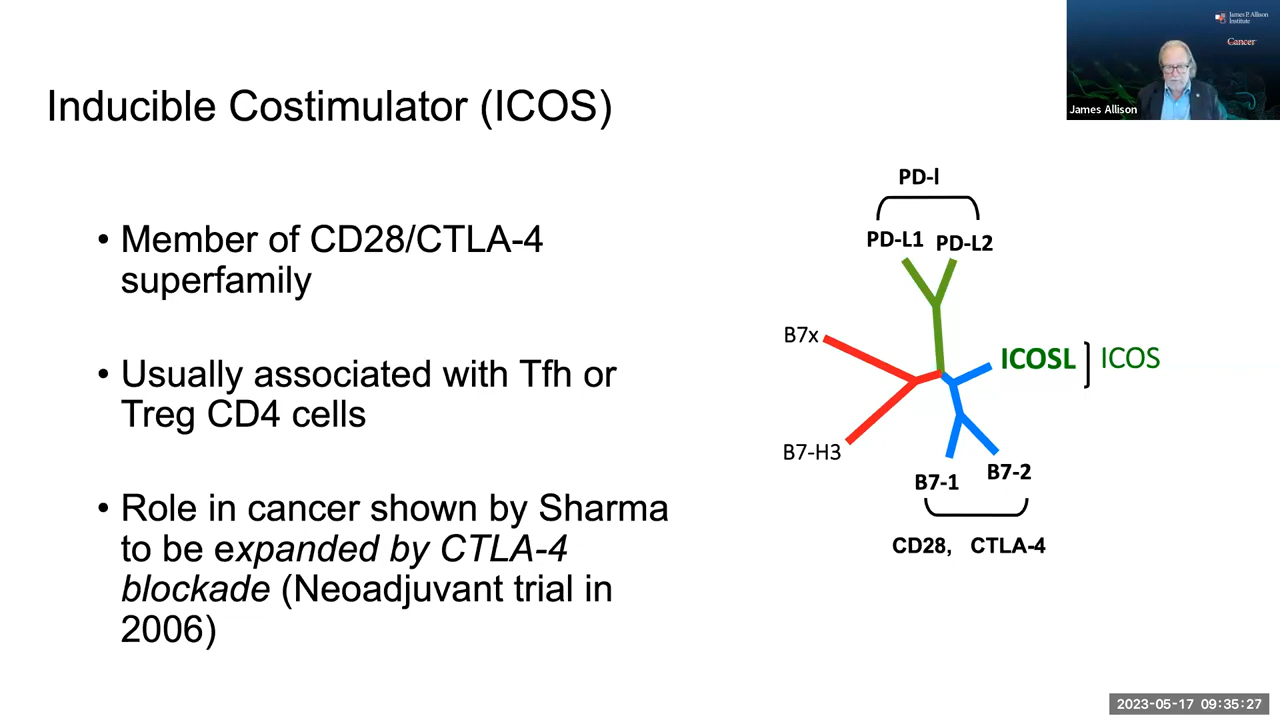 James P. Allison
Institute
Cancer
James Allison
Inducible Costimulator (ICOS)
• Member of CD28/CTLA-4
superfamily
• Usually associated with Tfh or
Treg CD4 cells
• Role in cancer shown by Sharma
to be expanded by CTLA-4
blockade (Neoadjuvant trial in
2006)
PD-l
PD-L1 PD-L2
B7x
ICOSL ICOS
B7-H3
B7-1 B7-2
CD28, CTLA-4
2023-05-17 09:35:27